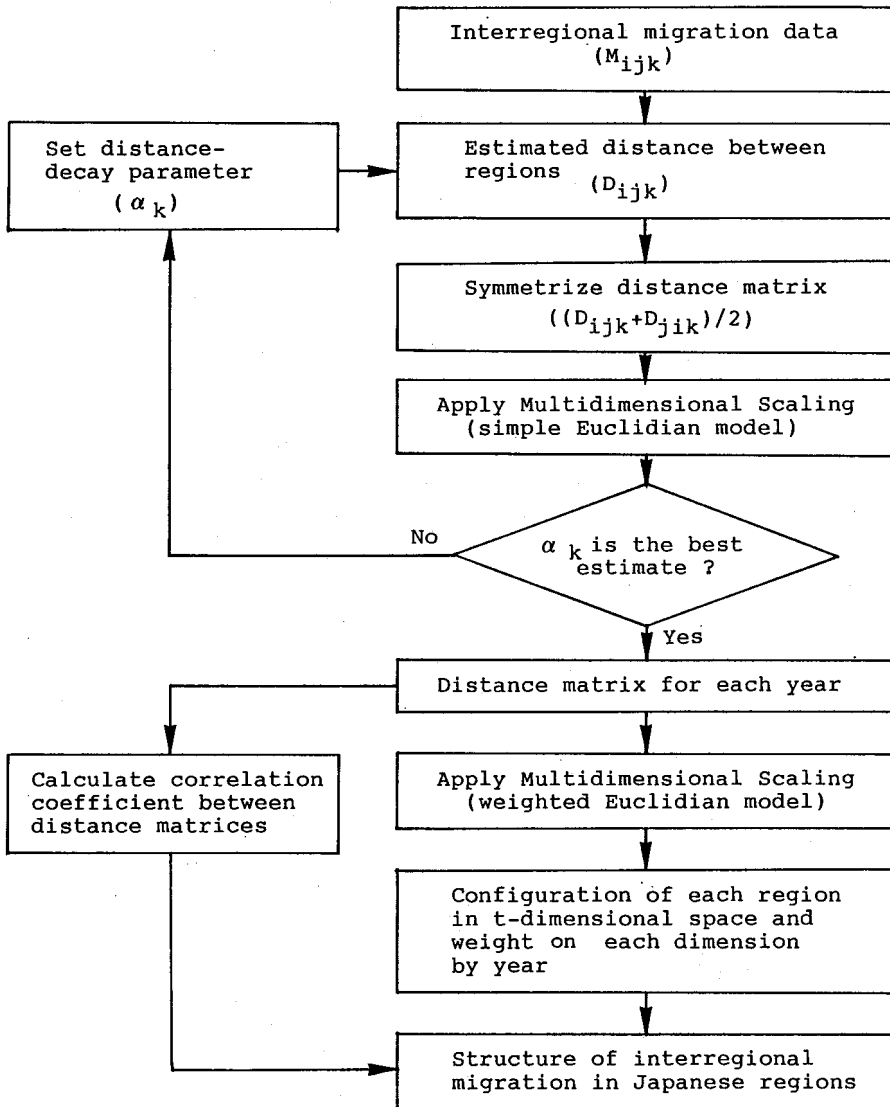 Interregional migration data
(M_ijk)
Set distance-
decay parameter
(α_k)
Estimated distance between
regions
(D_ijk)
Symmetrize distance matrix
((D_ijk+D_jik)/2)
Apply Multidimensional Scaling
(simple Euclidian model)
No
α_k is the best
estimate ?
Yes
Distance matrix for each year
Calculate correlation
coefficient between
distance matrices
Apply Multidimensional Scaling
(weighted Euclidian model)
Configuration of each region
in t-dimensional space and
weight on each dimension
by year
Structure of interregional
migration in Japanese regions